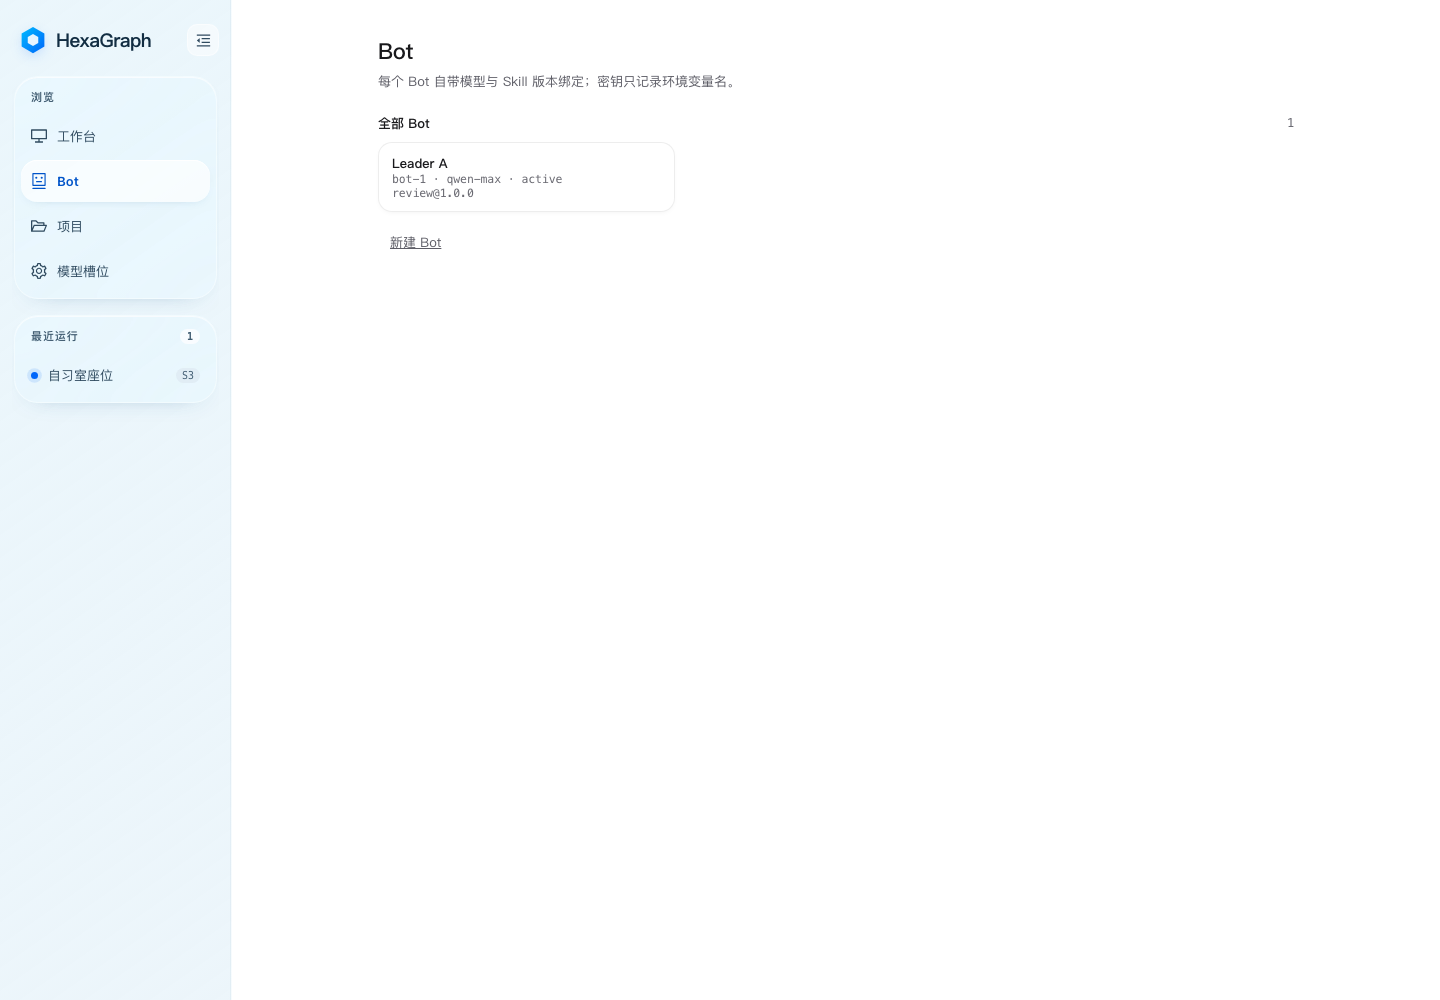 HexaGraph
浏览
工作台
Bot
项目
模型槽位
最近运行 1
自习室座位 S3
Bot
每个 Bot 自带模型与 Skill 版本绑定；密钥只记录环境变量名。
全部 Bot 1
Leader A
bot-1 · qwen-max · active
review@1.0.0
新建 Bot